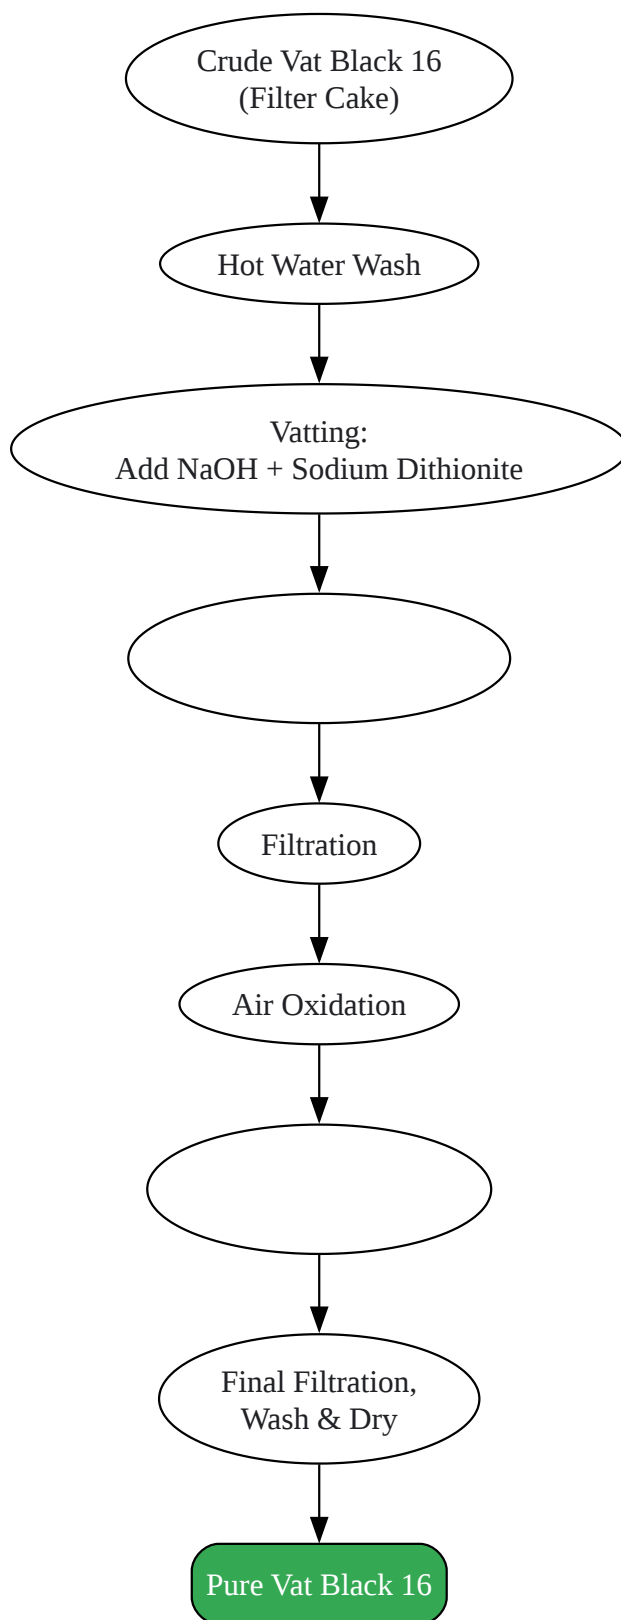 Crude Vat Black 16
(Filter Cake)
Hot Water Wash
Vatting:
Add NaOH + Sodium Dithionite
Filtration
Air Oxidation
Final Filtration,
Wash & Dry
Pure Vat Black 16